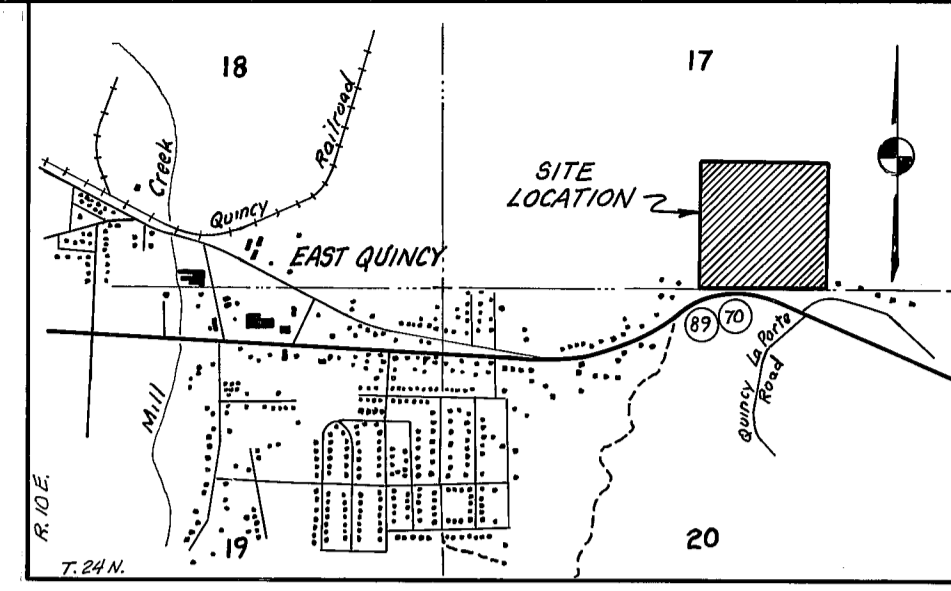 18
17
Creek
Railroad
SITE
LOCATION
Quincy
EAST QUINCY
89 70
Quincy La Porte
Road
Mill
R. 10 E.
19
20
T. 24 N.